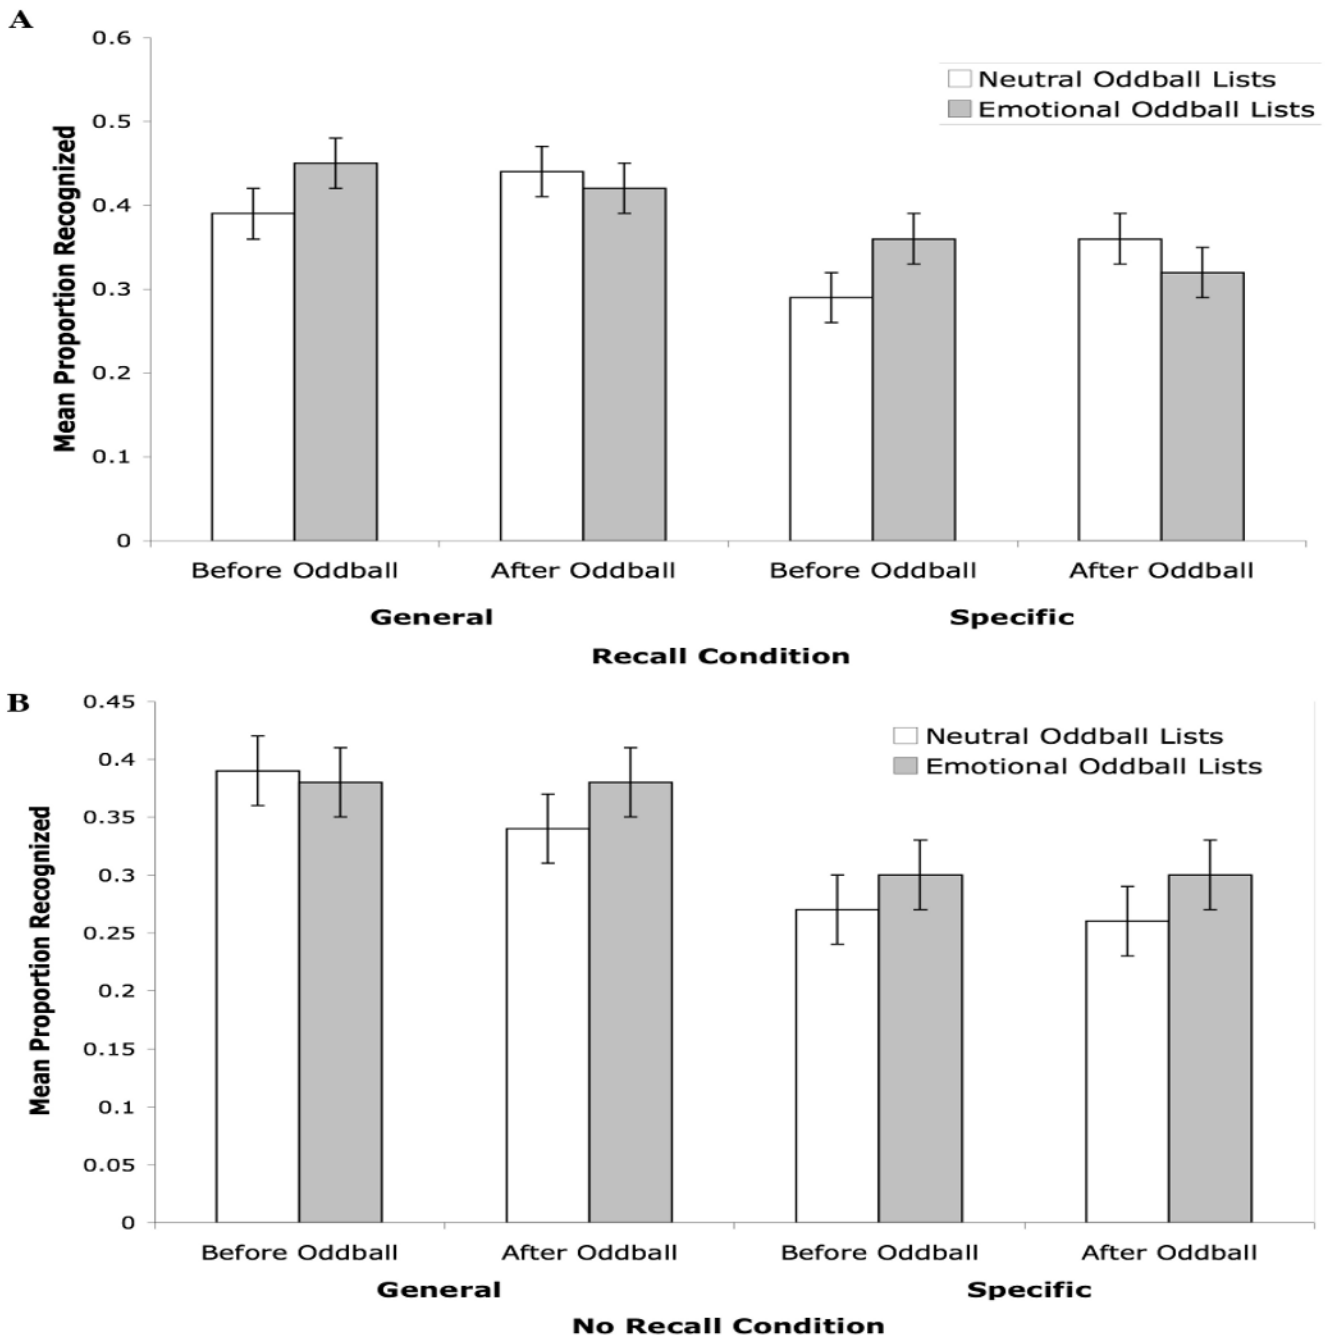 A
0.6
Neutral Oddball Lists
Emotional Oddball Lists
0.5
0.4
0.3
0.2
0.1
0
Mean Proportion Recognized
Before Oddball After Oddball Before Oddball After Oddball
General Specific
Recall Condition
B
0.45
Neutral Oddball Lists
Emotional Oddball Lists
0.4
0.35
0.3
0.25
0.2
0.15
0.1
0.05
0
Mean Proportion Recognized
Before Oddball After Oddball Before Oddball After Oddball
General Specific
No Recall Condition